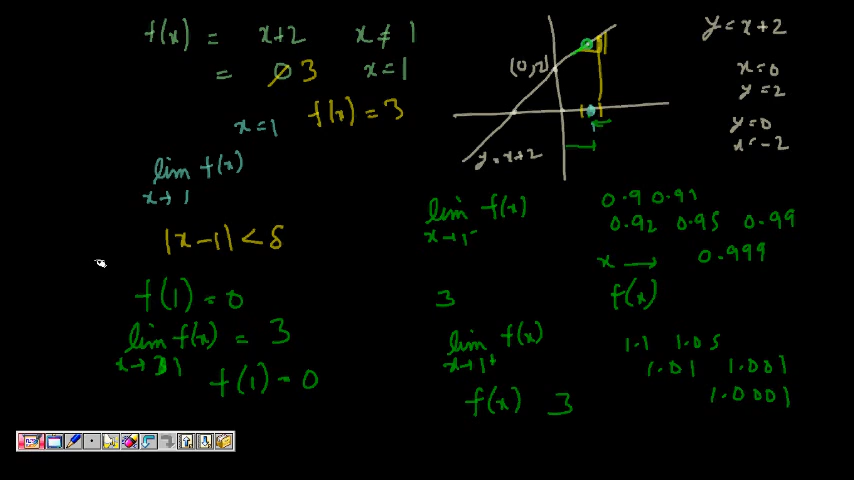 f(x) = x+2 x ≠ 1
= 0 3 x=1
x=1 f(x) = 3
lim f(x)
x→1
|x-1| < δ
f(1) = 0
lim f(x) = 3
x→1
f(1) = 0
(0,2)
1
y=x+2
y=x+2
x=0
y=2
y=0
x=-2
lim f(x)
x→1-
3
lim f(x)
x→1+
f(x) 3
0.9 0.91
0.92 0.95 0.99
x → 0.999
f(x)
1.1 1.05
1.01 1.001
1.0001